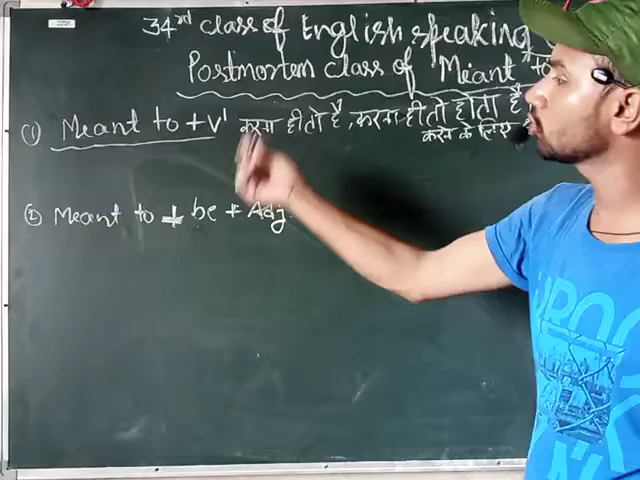 34rd class of English speaking
Postmortem class of Meant to
(1) Meant to + V1 करना ही तो है, करना ही तो होता है
करने के लिए
(2) Meant to + be + Adj